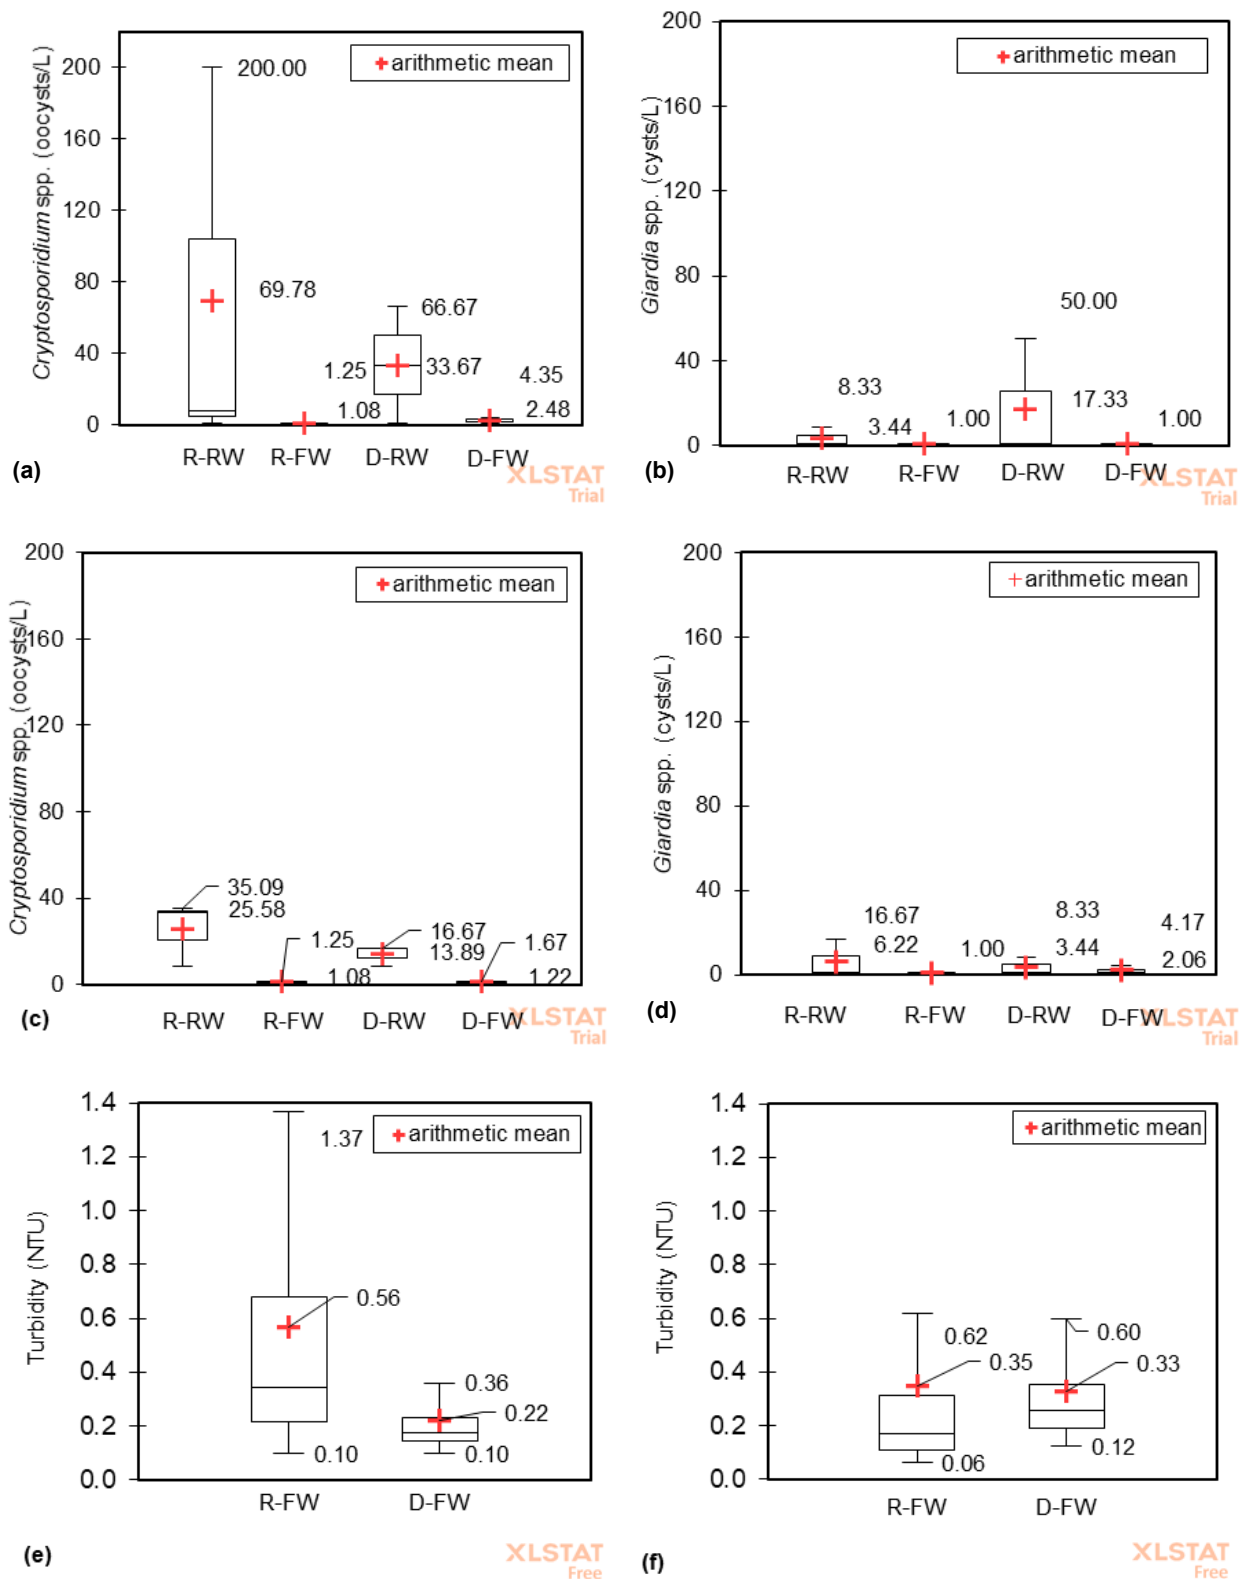 Cryptosporidium spp. (oocysts/L)
200
160
120
80
40
0
arithmetic mean
200.00
69.78
66.67
1.25
33.67
4.35
1.08
2.48
R-RW R-FW D-RW D-FW
(a)
XLSTAT
Trial
Giardia spp. (cysts/L)
200
160
120
80
40
0
arithmetic mean
50.00
8.33
17.33
3.44
1.00
1.00
R-RW R-FW D-RW D-FW
(b)
XLSTAT
Trial
Cryptosporidium spp. (oocysts/L)
200
160
120
80
40
0
arithmetic mean
35.09
25.58
1.25
16.67
1.67
13.89
1.08
1.22
R-RW R-FW D-RW D-FW
(c)
XLSTAT
Trial
Giardia spp. (cysts/L)
200
160
120
80
40
0
arithmetic mean
16.67
8.33
4.17
6.22
1.00
3.44
2.06
R-RW R-FW D-RW D-FW
(d)
XLSTAT
Trial
Turbidity (NTU)
1.4
1.2
1.0
0.8
0.6
0.4
0.2
0.0
arithmetic mean
1.37
0.56
0.36
0.22
0.10
0.10
R-FW D-FW
(e)
XLSTAT
Free
Turbidity (NTU)
1.4
1.2
1.0
0.8
0.6
0.4
0.2
0.0
arithmetic mean
0.62
0.60
0.35
0.33
0.06
0.12
R-FW D-FW
(f)
XLSTAT
Free